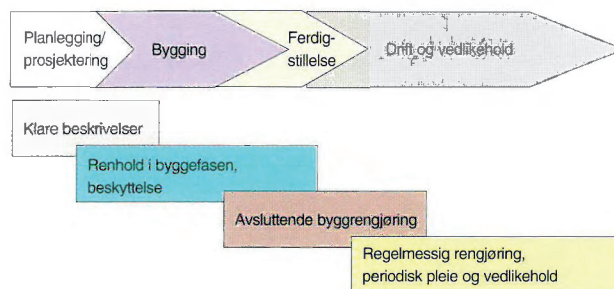 Planlegging/
prosjektering
Bygging
Ferdig-
stillelse
Drift og vedlikehold
Klare beskrivelser
Renhold i byggefasen,
beskyttelse
Avsluttende byggrengjøring
Regelmessig rengjøring,
periodisk pleie og vedlikehold